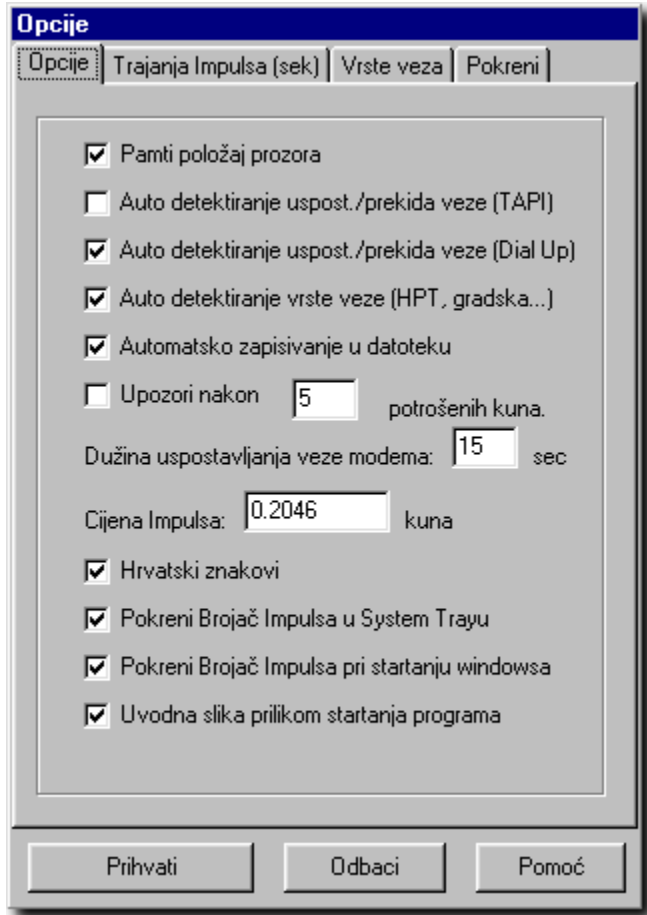 Opcije
Opcije Trajanja Impulsa (sek) Vrste veza Pokreni
Pamti položaj prozora
Auto detektiranje uspost./prekida veze (TAPI)
Auto detektiranje uspost./prekida veze (Dial Up)
Auto detektiranje vrste veze (HPT, gradska...)
Automatsko zapisivanje u datoteku
Upozori nakon 5 potrošenih kuna.
Dužina uspostavljanja veze modema: 15 sec
Cijena Impulsa: 0.2046 kuna
Hrvatski znakovi
Pokreni Brojač Impulsa u System Trayu
Pokreni Brojač Impulsa pri startanju windowsa
Uvodna slika prilikom startanja programa
Prihvati Odbaci Pomoć